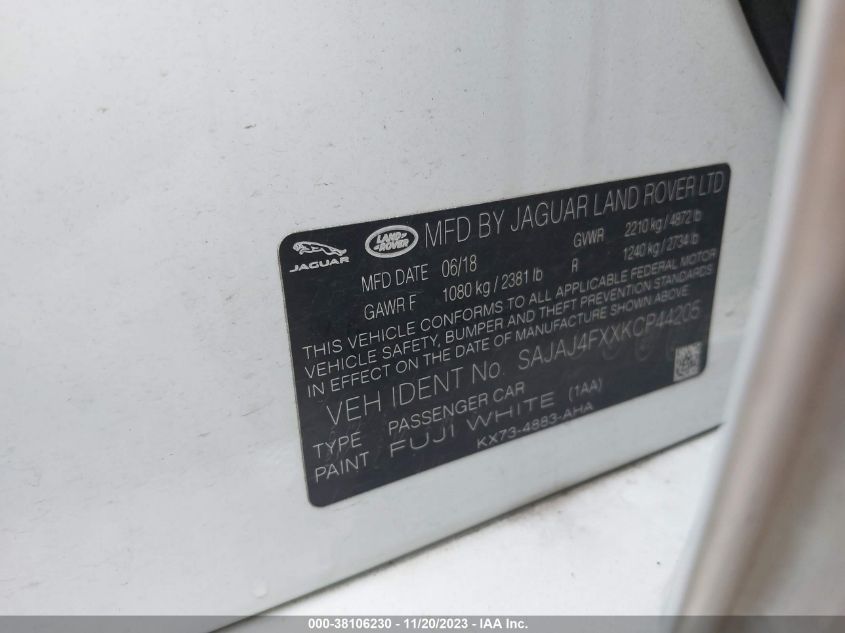 JAGUAR
LAND ROVER
MFD BY JAGUAR LAND ROVER LTD
MFD DATE 06/18 GVWR 2210 kg / 4872 lb
GAWR F 1080 kg / 2381 lb R 1240 kg / 2734 lb
THIS VEHICLE CONFORMS TO ALL APPLICABLE FEDERAL MOTOR
VEHICLE SAFETY, BUMPER AND THEFT PREVENTION STANDARDS
IN EFFECT ON THE DATE OF MANUFACTURE SHOWN ABOVE
VEH IDENT No. SAJAJ4FXXKCP44205
TYPE PASSENGER CAR
PAINT FUJI WHITE (1AA)
KX73-4883-AHA
000-38106230 - 11/20/2023 - IAA Inc.